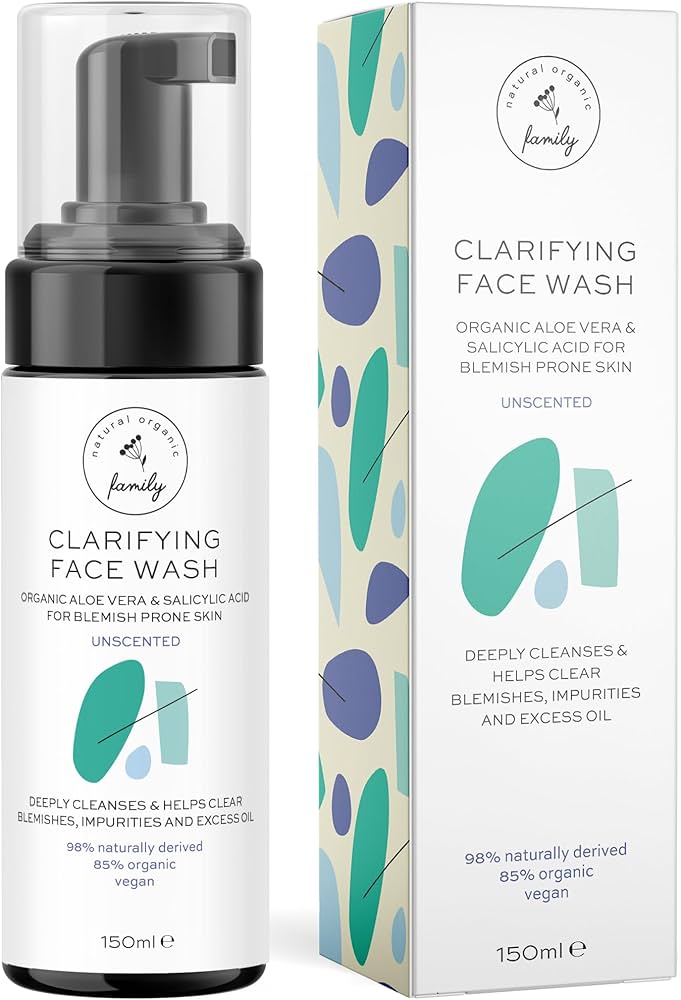 natural organic
family
CLARIFYING
FACE WASH
ORGANIC ALOE VERA & SALICYLIC ACID
FOR BLEMISH PRONE SKIN
UNSCENTED
DEEPLY CLEANSES & HELPS CLEAR
BLEMISHES, IMPURITIES AND EXCESS OIL
98% naturally derived
85% organic
vegan
150ml e
natural organic
family
CLARIFYING
FACE WASH
ORGANIC ALOE VERA &
SALICYLIC ACID FOR
BLEMISH PRONE SKIN
UNSCENTED
DEEPLY CLEANSES &
HELPS CLEAR
BLEMISHES, IMPURITIES
AND EXCESS OIL
98% naturally derived
85% organic
vegan
150ml e